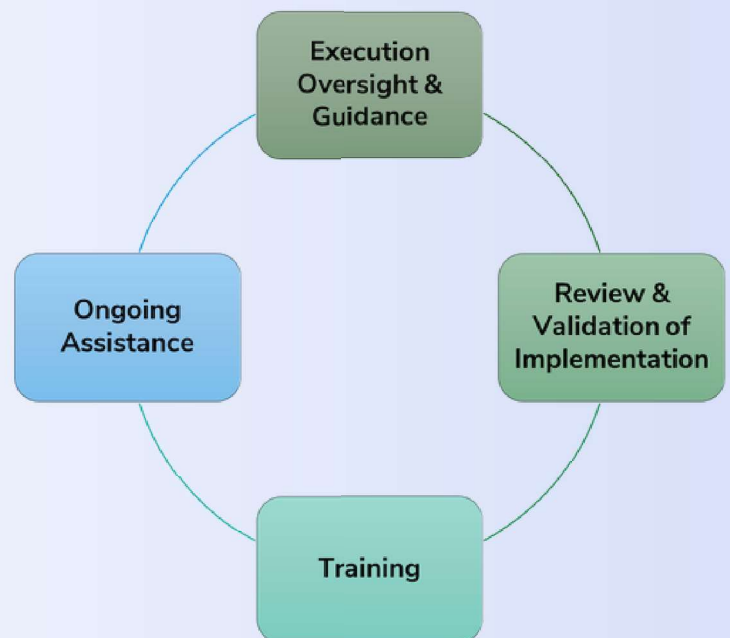 Execution
Oversight &
Guidance
Ongoing
Assistance
Review &
Validation of
Implementation
Training